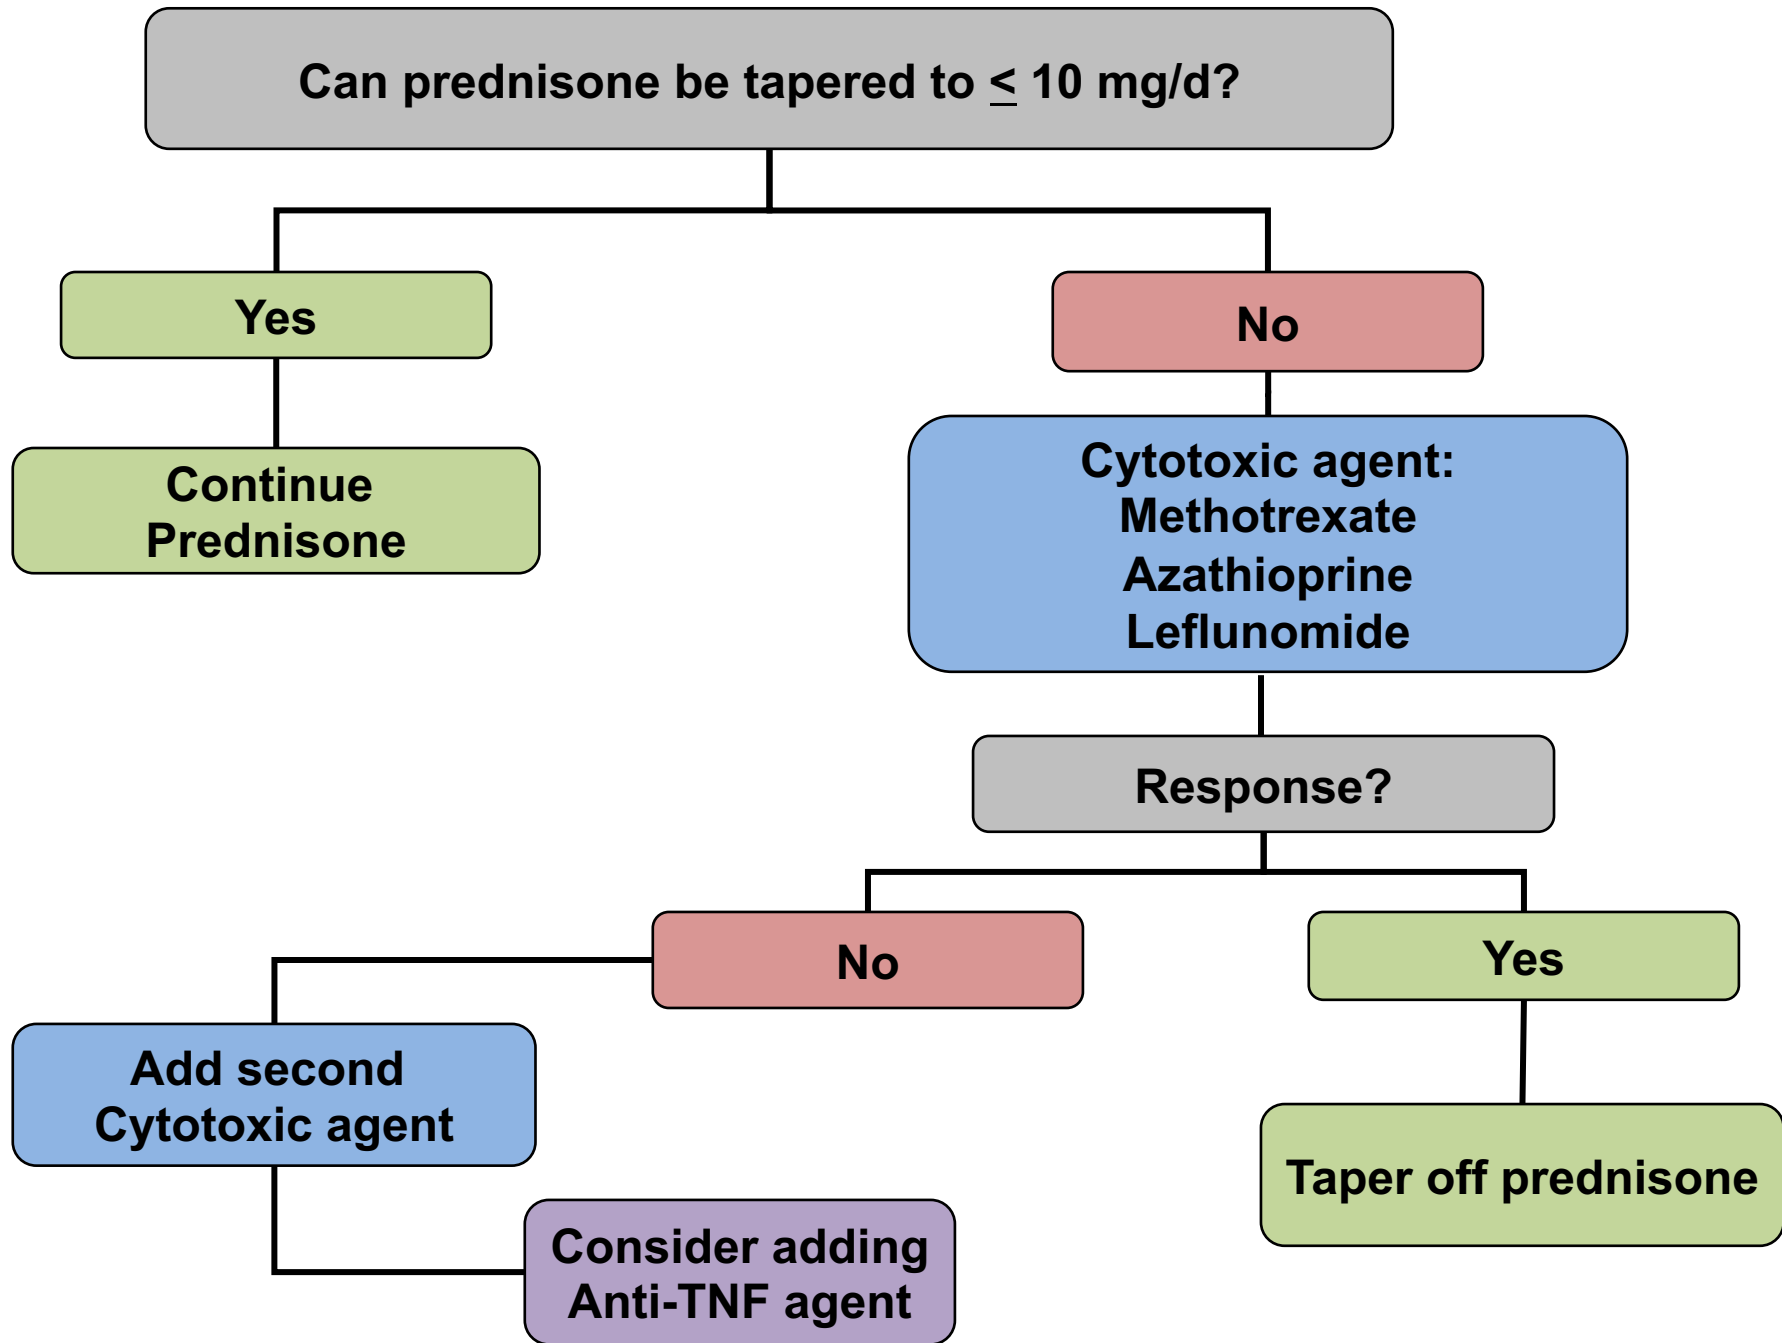 Can prednisone be tapered to ≤ 10 mg/d?
Yes
No
Continue
Prednisone
Cytotoxic agent:
Methotrexate
Azathioprine
Leflunomide
Response?
No
Yes
Add second
Cytotoxic agent
Taper off prednisone
Consider adding
Anti-TNF agent